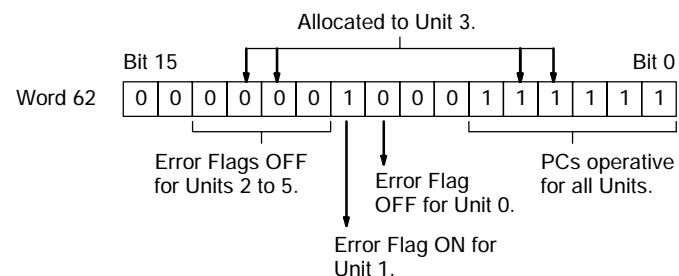 Allocated to Unit 3.
Bit 15 Bit 0
Word 62 0 0 0 0 0 0 1 0 0 0 1 1 1 1 1 1
Error Flags OFF
for Units 2 to 5.
Error Flag
OFF for Unit 0.
PCs operative
for all Units.
Error Flag ON for
Unit 1.